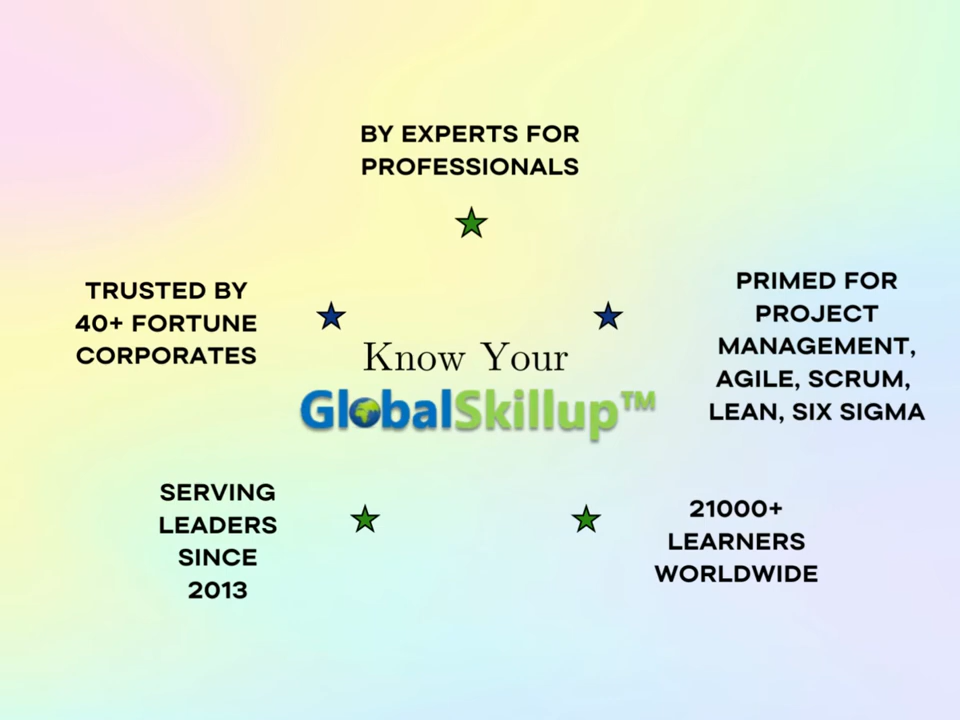 BY EXPERTS FOR
PROFESSIONALS
TRUSTED BY
40+ FORTUNE
CORPORATES
PRIMED FOR
PROJECT
MANAGEMENT,
AGILE, SCRUM,
LEAN, SIX SIGMA
Know Your
GlobalSkillup™
SERVING
LEADERS
SINCE
2013
21000+
LEARNERS
WORLDWIDE